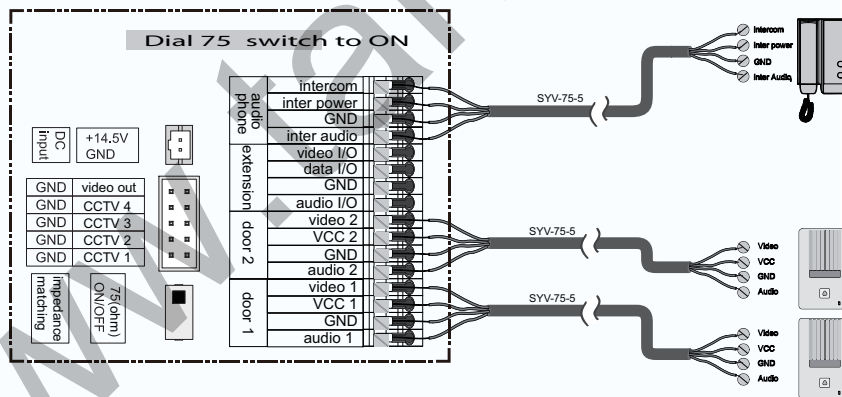 Dial 75 switch to ON
audio phone
intercom
inter power
GND
inter audio
extension
video I/O
data I/O
GND
audio I/O
door 2
video 2
VCC 2
GND
audio 2
door 1
video 1
VCC 1
GND
audio 1
DC input
+14.5V
GND
GND video out
GND CCTV 4
GND CCTV 3
GND CCTV 2
GND CCTV 1
impedance matching
75(ohm) ON/OFF
SYV-75-5
Intercom
Inter power
GND
Inter Audio
SYV-75-5
Video
VCC
GND
Audio
SYV-75-5
Video
VCC
GND
Audio